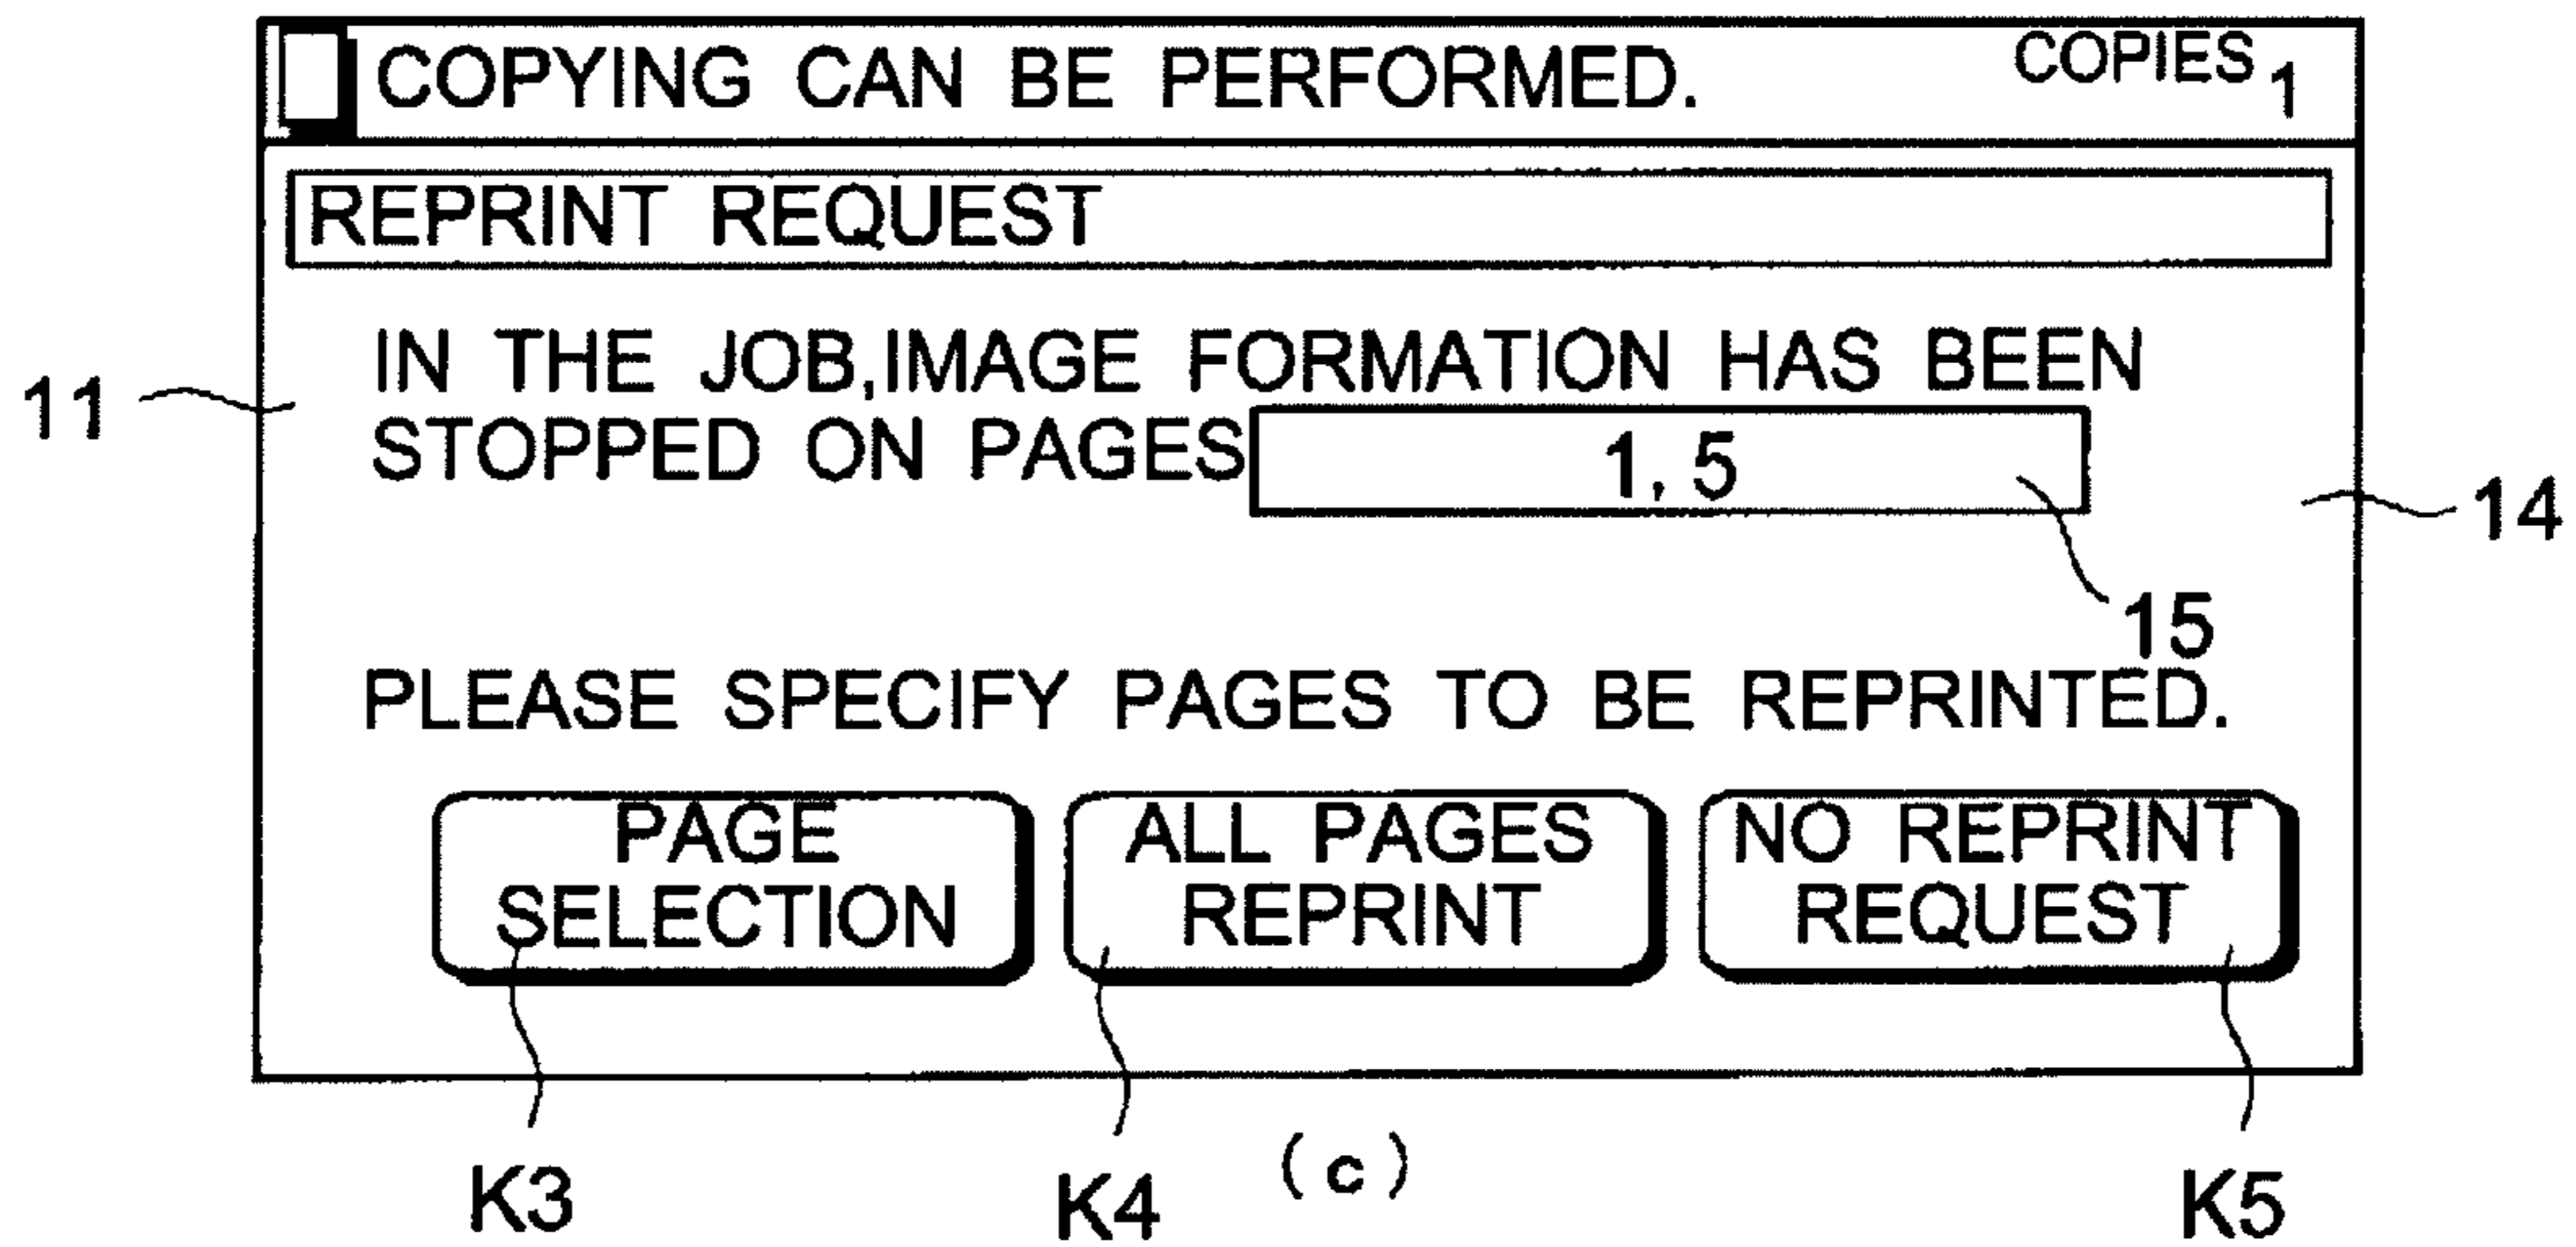 COPYING CAN BE PERFORMED. COPIES 1
REPRINT REQUEST
IN THE JOB,IMAGE FORMATION HAS BEEN
11
STOPPED ON PAGES 1, 5
14
15
PLEASE SPECIFY PAGES TO BE REPRINTED.
PAGE SELECTION
ALL PAGES REPRINT
NO REPRINT REQUEST
K3 K4 (c) K5